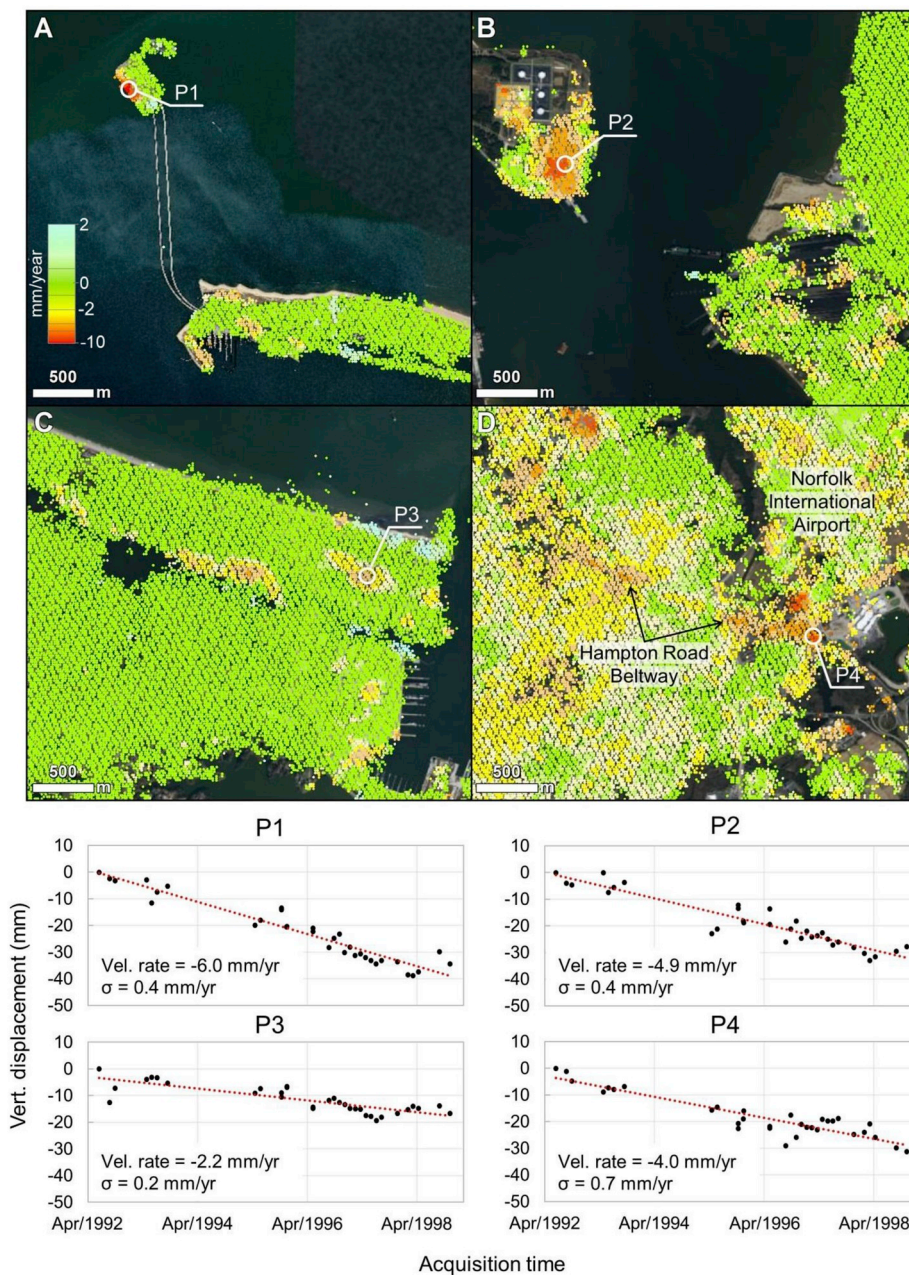 A
P1
2
0
-2
-10
mm/year
500 m
B
P2
500 m
C
P3
500 m
D
Norfolk
International
Airport
Hampton Road
Beltway
P4
500 m
P1
10
0
-10
-20
-30
-40
-50
Vel. rate = -6.0 mm/yr
σ = 0.4 mm/yr
P2
10
0
-10
-20
-30
-40
-50
Vel. rate = -4.9 mm/yr
σ = 0.4 mm/yr
Vert. displacement (mm)
P3
10
0
-10
-20
-30
-40
-50
Vel. rate = -2.2 mm/yr
σ = 0.2 mm/yr
Apr/1992 Apr/1994 Apr/1996 Apr/1998
P4
10
0
-10
-20
-30
-40
-50
Vel. rate = -4.0 mm/yr
σ = 0.7 mm/yr
Apr/1992 Apr/1994 Apr/1996 Apr/1998
Acquisition time